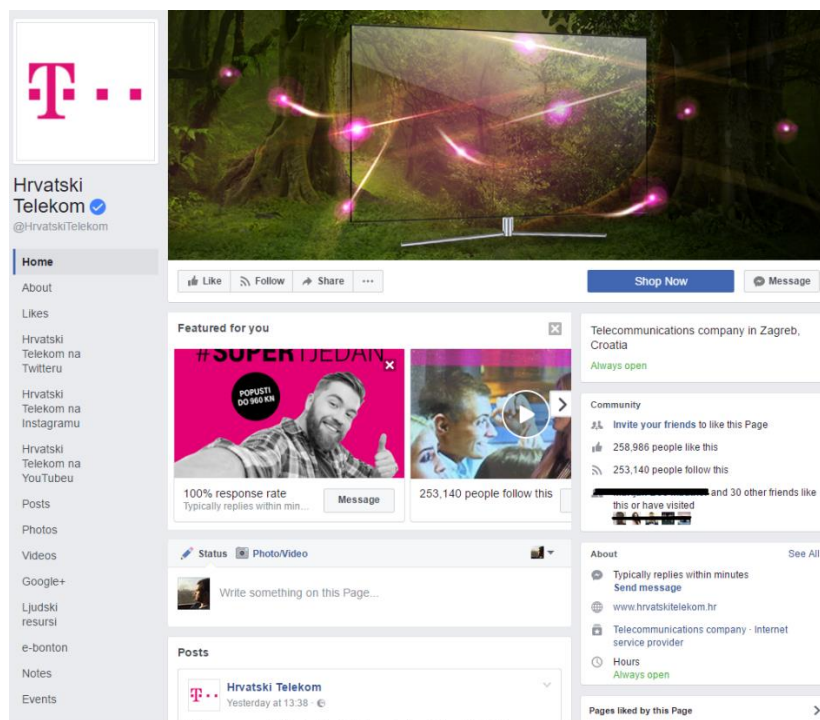 T
Hrvatski
Telekom
@HrvatskiTelekom
Home
About
Likes
Hrvatski
Telekom na
Twitteru
Hrvatski
Telekom na
Instagramu
Hrvatski
Telekom na
YouTubeu
Posts
Photos
Videos
Google+
Ljudski
resursi
e-bonton
Notes
Events
Like
Follow
Share
...
Shop Now
Message
Featured for you
#SUPERTJEDAN
POPUSTI
DO 960 KN
100% response rate
Typically replies within min...
Message
253,140 people follow this
Status
Photo/Video
Write something on this Page...
Posts
T
Hrvatski Telekom
Yesterday at 13:38 ·
Telecommunications company in Zagreb,
Croatia
Always open
Community
Invite your friends to like this Page
258,986 people like this
253,140 people follow this
and 30 other friends like
this or have visited
About
See All
Typically replies within minutes
Send message
www.hrvatskitelekom.hr
Telecommunications company · Internet
service provider
Hours
Always open
Pages liked by this Page